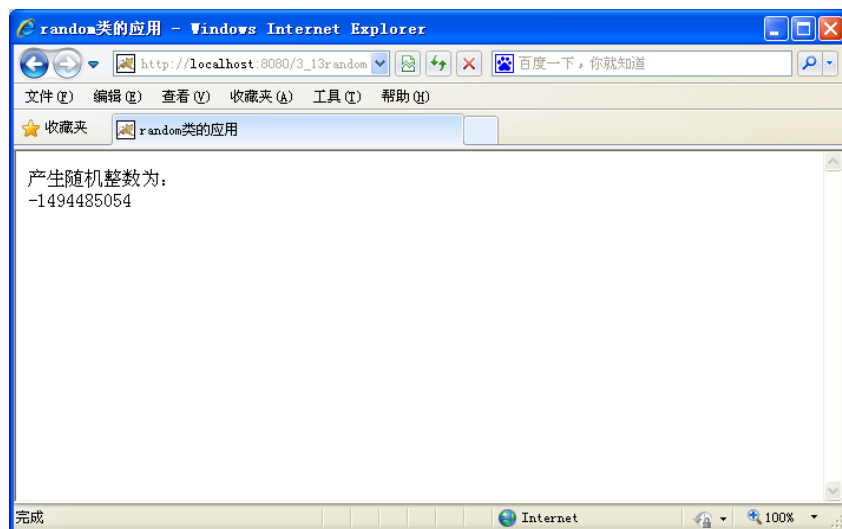 random类的应用 - Windows Internet Explorer
http://localhost:8080/3_13random 百度一下，你就知道
文件(F) 编辑(E) 查看(V) 收藏夹(A) 工具(T) 帮助(H)
收藏夹 random类的应用
产生随机整数为:
-1494485054
完成 Internet 100%